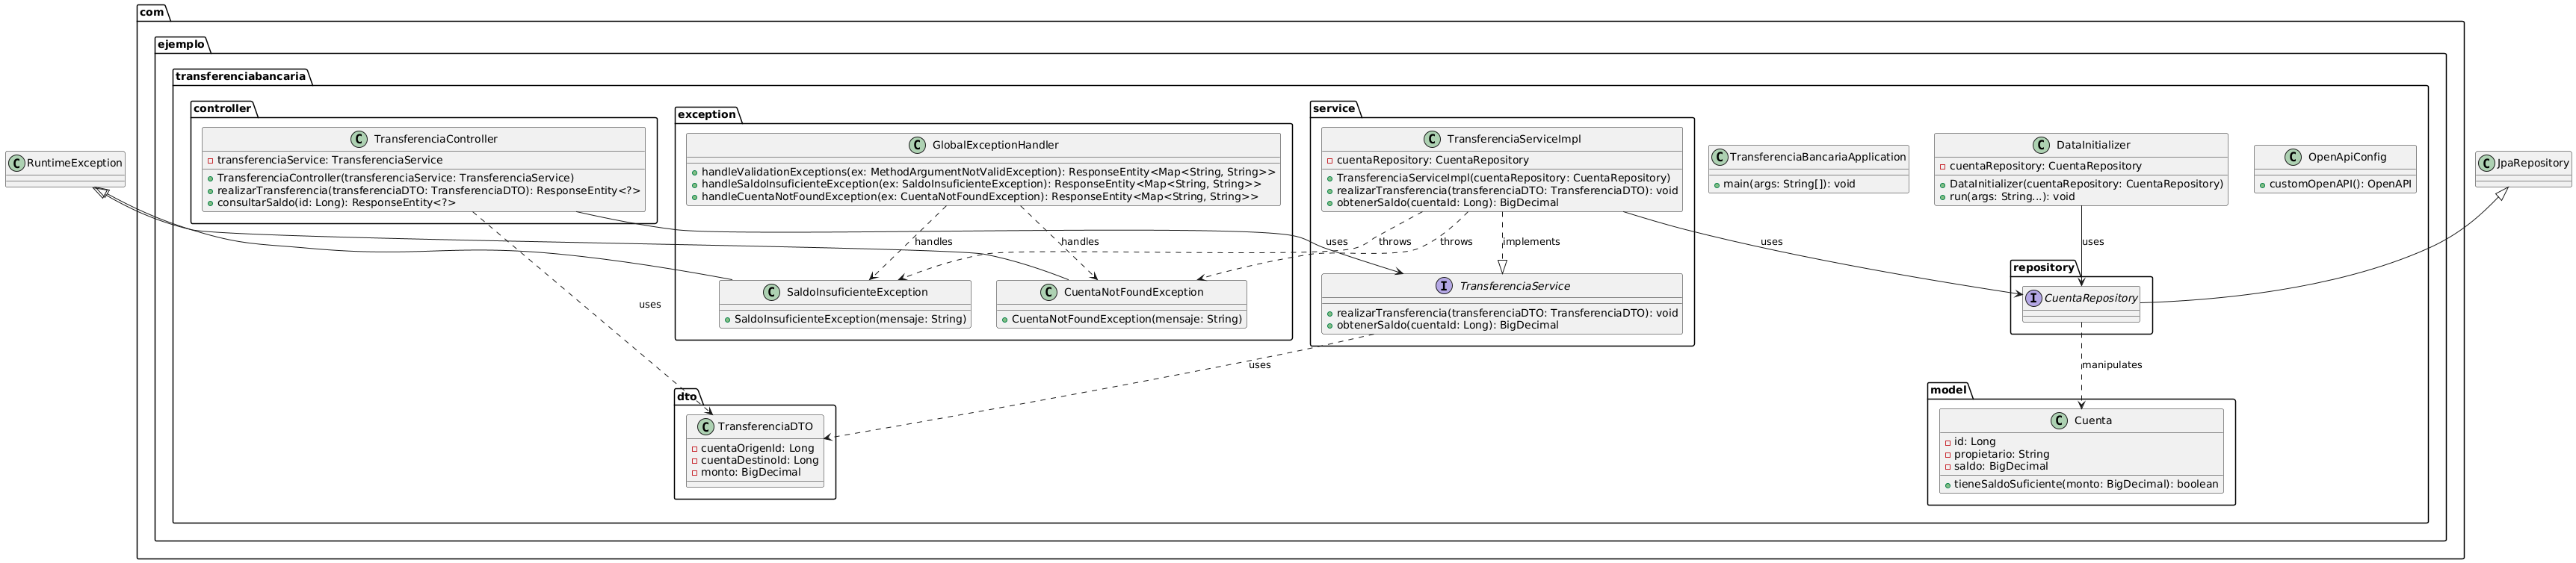 com
ejemplo
transferenciabancaria
controller
TransferenciaController
transferenciaService: TransferenciaService
TransferenciaController(transferenciaService: TransferenciaService)
realizarTransferencia(transferenciaDTO: TransferenciaDTO): ResponseEntity<?>
consultarSaldo(id: Long): ResponseEntity<?>
exception
GlobalExceptionHandler
handleValidationExceptions(ex: MethodArgumentNotValidException): ResponseEntity<Map<String, String>>
handleSaldoInsuficienteException(ex: SaldoInsuficienteException): ResponseEntity<Map<String, String>>
handleCuentaNotFoundException(ex: CuentaNotFoundException): ResponseEntity<Map<String, String>>
service
TransferenciaServiceImpl
cuentaRepository: CuentaRepository
TransferenciaServiceImpl(cuentaRepository: CuentaRepository)
realizarTransferencia(transferenciaDTO: TransferenciaDTO): void
obtenerSaldo(cuentaId: Long): BigDecimal
TransferenciaBancariaApplication
main(args: String[]): void
DataInitializer
cuentaRepository: CuentaRepository
DataInitializer(cuentaRepository: CuentaRepository)
run(args: String...): void
OpenApiConfig
customOpenAPI(): OpenAPI
RuntimeException
JpaRepository
handles
handles
uses
throws
throws
implements
uses
uses
SaldoInsuficienteException
SaldoInsuficienteException(mensaje: String)
CuentaNotFoundException
CuentaNotFoundException(mensaje: String)
TransferenciaService
realizarTransferencia(transferenciaDTO: TransferenciaDTO): void
obtenerSaldo(cuentaId: Long): BigDecimal
repository
CuentaRepository
uses
uses
manipulates
dto
TransferenciaDTO
cuentaOrigenId: Long
cuentaDestinoId: Long
monto: BigDecimal
model
Cuenta
id: Long
propietario: String
saldo: BigDecimal
tieneSaldoSuficiente(monto: BigDecimal): boolean